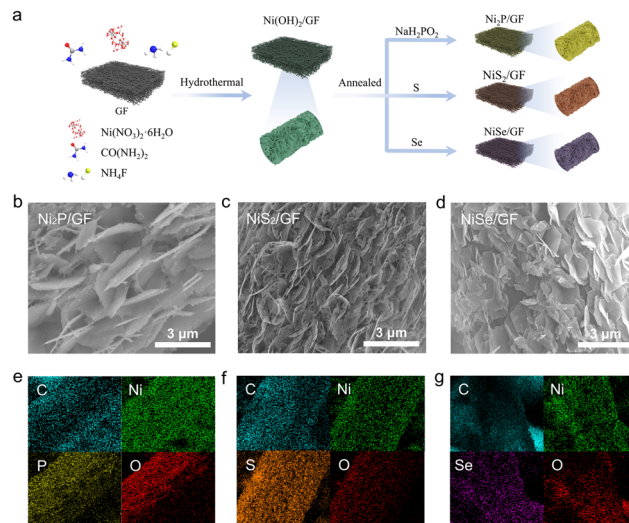 a
Ni(OH)₂/GF
Ni₂P/GF
NaH₂PO₂
Hydrothermal
Annealed
NiS₂/GF
S
GF
Ni(NO₃)₂·6H₂O
CO(NH₂)₂
NH₄F
NiSe/GF
Se
b
Ni₂P/GF
3 μm
c
NiS₂/GF
3 μm
d
NiSe/GF
3 μm
e
C
Ni
P
O
f
C
Ni
S
O
g
C
Ni
Se
O